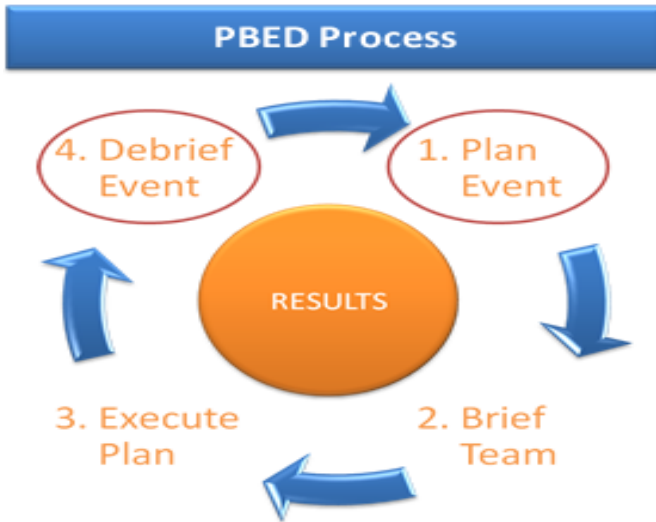 PBED Process
4. Debrief
Event
1. Plan
Event
RESULTS
3. Execute
Plan
2. Brief
Team